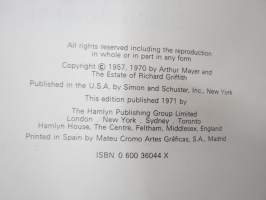 All rights reserved including the reproduction
in whole or in part in any form
Copyright © 1957, 1970 by Arthur Mayer and
The Estate of Richard Griffith
Published in the U.S.A. by Simon and Schuster, Inc., New York
This edition published 1971 by
The Hamlyn Publishing Group Limited
London . New York . Sydney . Toronto
Hamlyn House, The Centre, Feltham, Middlesex, England
Printed in Spain by Mateu Cromo Artes Gráficas, S.A., Madrid
ISBN 0 600 36044 X